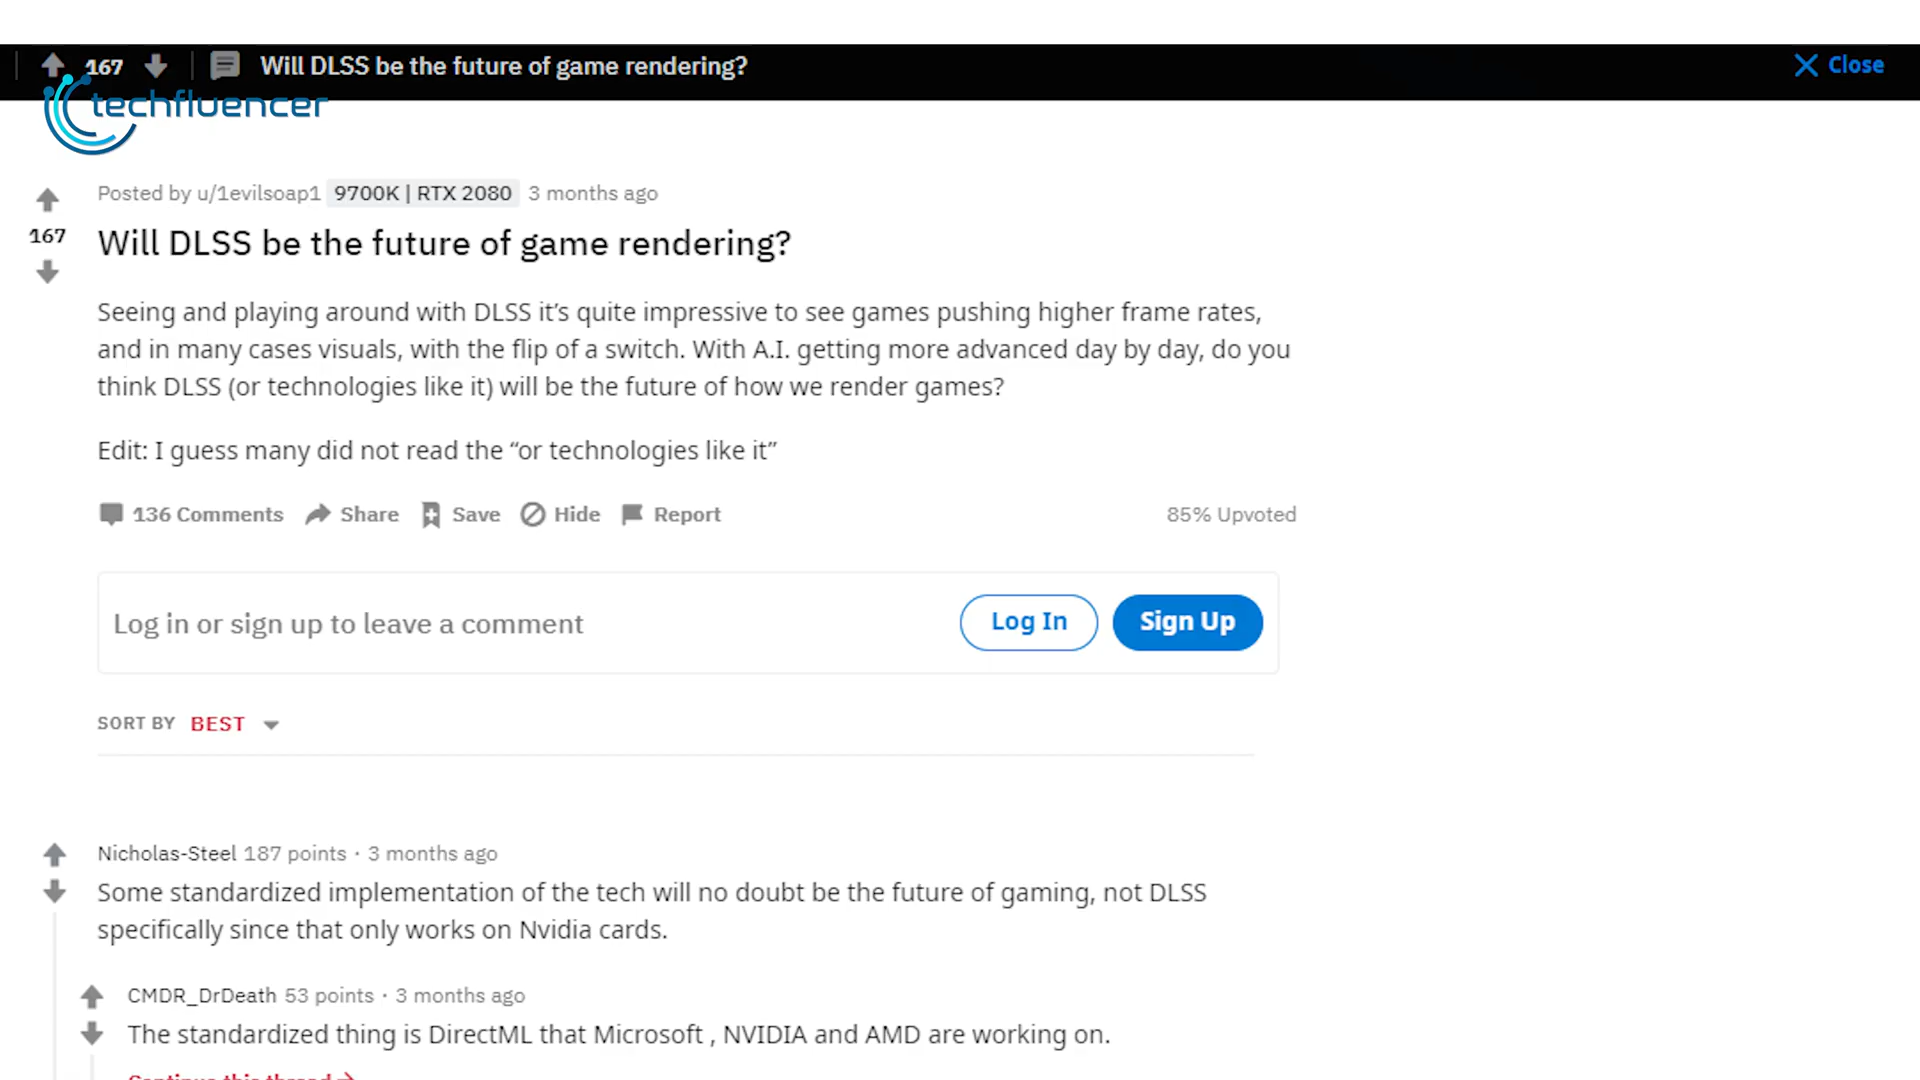 167 Will DLSS be the future of game rendering? Close
techfluencer
Posted by u/1evilsoap1 9700K | RTX 2080 3 months ago
167
Will DLSS be the future of game rendering?
Seeing and playing around with DLSS it’s quite impressive to see games pushing higher frame rates,
and in many cases visuals, with the flip of a switch. With A.I. getting more advanced day by day, do you
think DLSS (or technologies like it) will be the future of how we render games?
Edit: I guess many did not read the “or technologies like it”
136 Comments Share Save Hide Report 85% Upvoted
Log in or sign up to leave a comment Log In Sign Up
SORT BY BEST
Nicholas-Steel 187 points · 3 months ago
Some standardized implementation of the tech will no doubt be the future of gaming, not DLSS
specifically since that only works on Nvidia cards.
CMDR_DrDeath 53 points · 3 months ago
The standardized thing is DirectML that Microsoft , NVIDIA and AMD are working on.
Continue this thread →